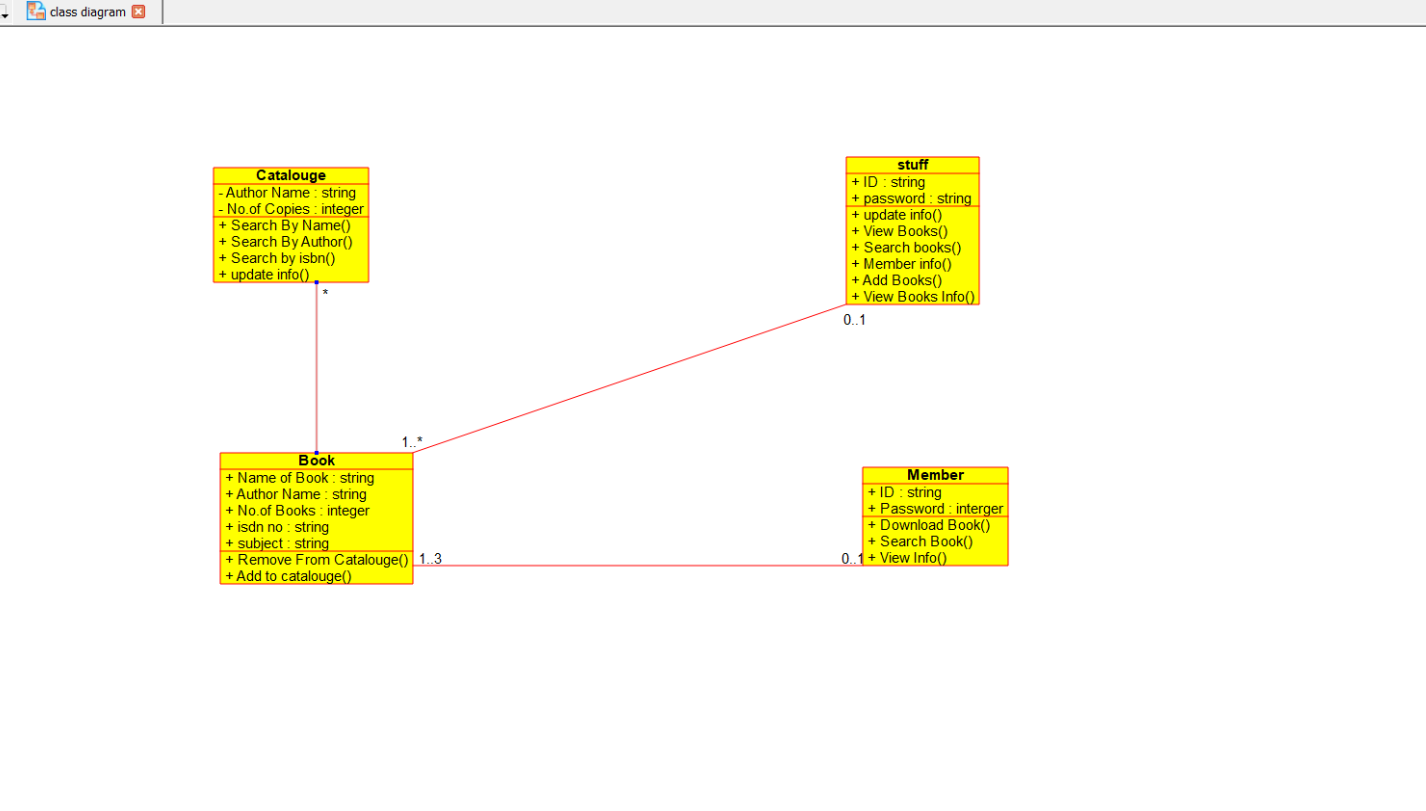 class diagram
Catalouge
- Author Name : string
- No.of Copies : integer
+ Search By Name()
+ Search By Author()
+ Search by isbn()
+ update info()
*
stuff
+ ID : string
+ password : string
+ update info()
+ View Books()
+ Search books()
+ Member info()
+ Add Books()
+ View Books Info()
0..1
1..*
Book
+ Name of Book : string
+ Author Name : string
+ No.of Books : integer
+ isdn no : string
+ subject : string
+ Remove From Catalouge()
+ Add to catalouge()
1..3
0..1
Member
+ ID : string
+ Password : interger
+ Download Book()
+ Search Book()
+ View Info()